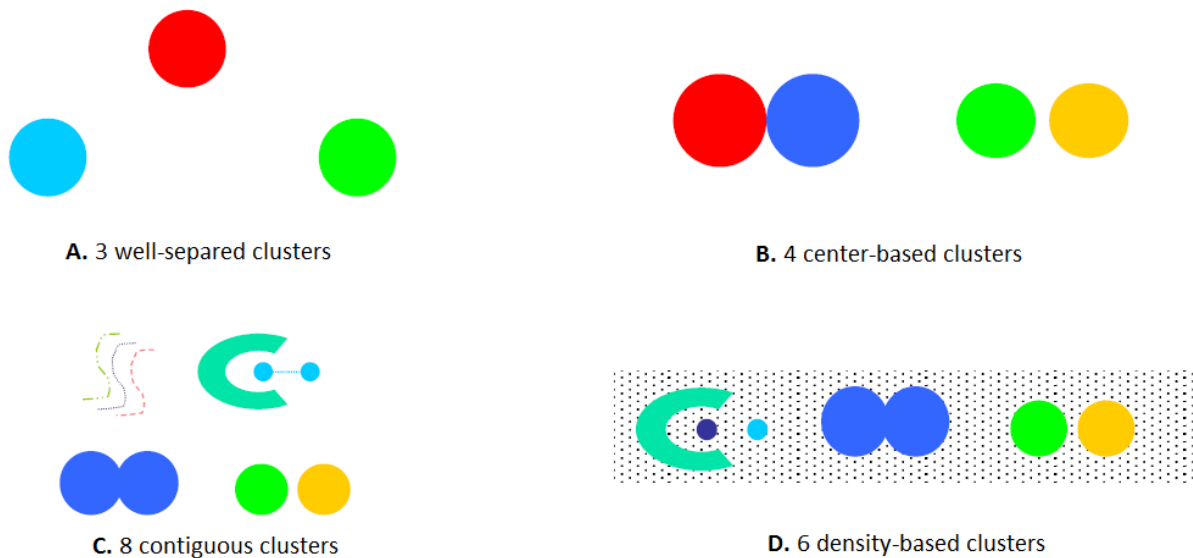 A. 3 well-separed clusters
B. 4 center-based clusters
C. 8 contiguous clusters
D. 6 density-based clusters